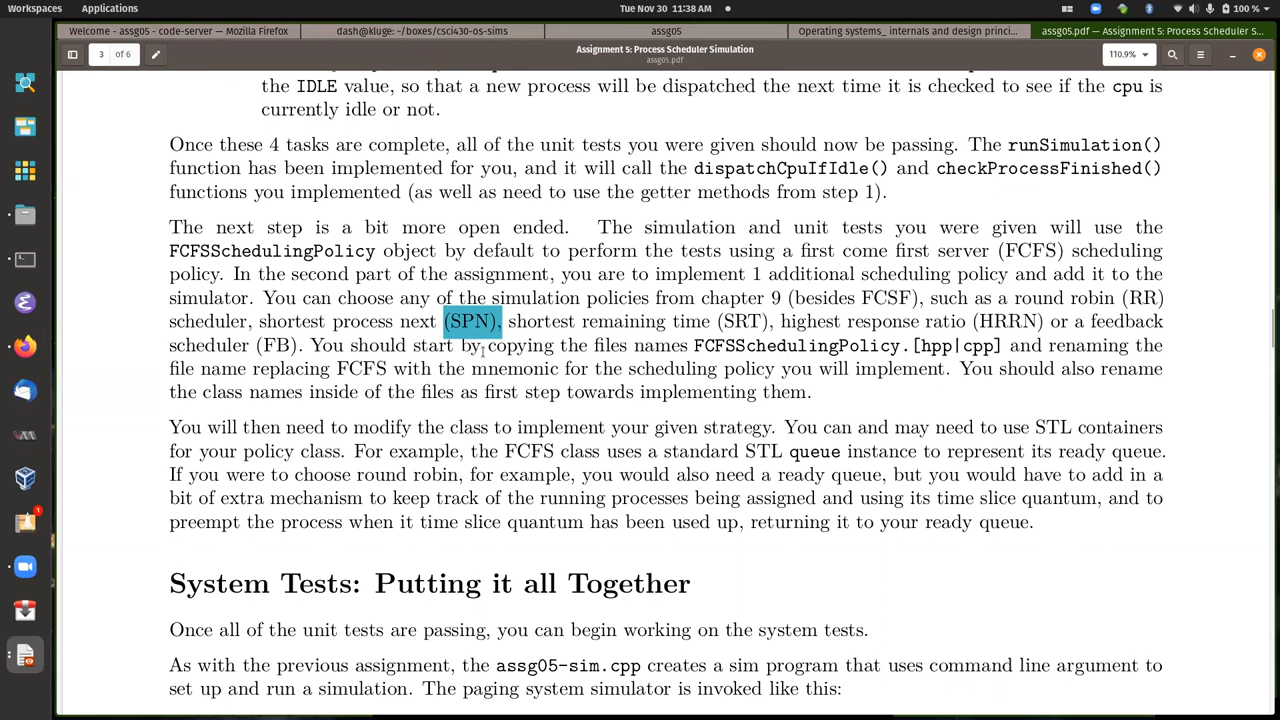 Workspaces Applications Tue Nov 30 11:38 AM 100 %
Welcome - assg05 - code-server — Mozilla Firefox dash@kluge: ~/boxes/csci430-os-sims assg05 Operating systems_ internals and design princi... assg05.pdf — Assignment 5: Process Scheduler S...
3 of 6 Assignment 5: Process Scheduler Simulation 110.9%
assg05.pdf
the IDLE value, so that a new process will be dispatched the next time it is checked to see if the cpu is
currently idle or not.
Once these 4 tasks are complete, all of the unit tests you were given should now be passing. The runSimulation()
function has been implemented for you, and it will call the dispatchCpuIfIdle() and checkProcessFinished()
functions you implemented (as well as need to use the getter methods from step 1).
The next step is a bit more open ended. The simulation and unit tests you were given will use the
FCFSSchedulingPolicy object by default to perform the tests using a first come first server (FCFS) scheduling
policy. In the second part of the assignment, you are to implement 1 additional scheduling policy and add it to the
simulator. You can choose any of the simulation policies from chapter 9 (besides FCSF), such as a round robin (RR)
scheduler, shortest process next (SPN), shortest remaining time (SRT), highest response ratio (HRRN) or a feedback
scheduler (FB). You should start by copying the files names FCFSSchedulingPolicy.[hpp|cpp] and renaming the
file name replacing FCFS with the mnemonic for the scheduling policy you will implement. You should also rename
the class names inside of the files as first step towards implementing them.
You will then need to modify the class to implement your given strategy. You can and may need to use STL containers
for your policy class. For example, the FCFS class uses a standard STL queue instance to represent its ready queue.
If you were to choose round robin, for example, you would also need a ready queue, but you would have to add in a
bit of extra mechanism to keep track of the running processes being assigned and using its time slice quantum, and to
preempt the process when it time slice quantum has been used up, returning it to your ready queue.
System Tests: Putting it all Together
Once all of the unit tests are passing, you can begin working on the system tests.
As with the previous assignment, the assg05-sim.cpp creates a sim program that uses command line argument to
set up and run a simulation. The paging system simulator is invoked like this: